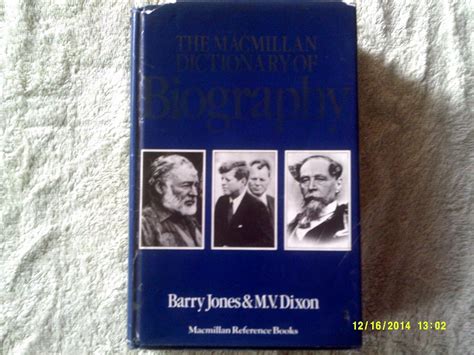 THE MACMILLAN
DICTIONARY OF
Biography
Barry Jones & M.V. Dixon
Macmillan Reference Books
12/16/2014 13:02